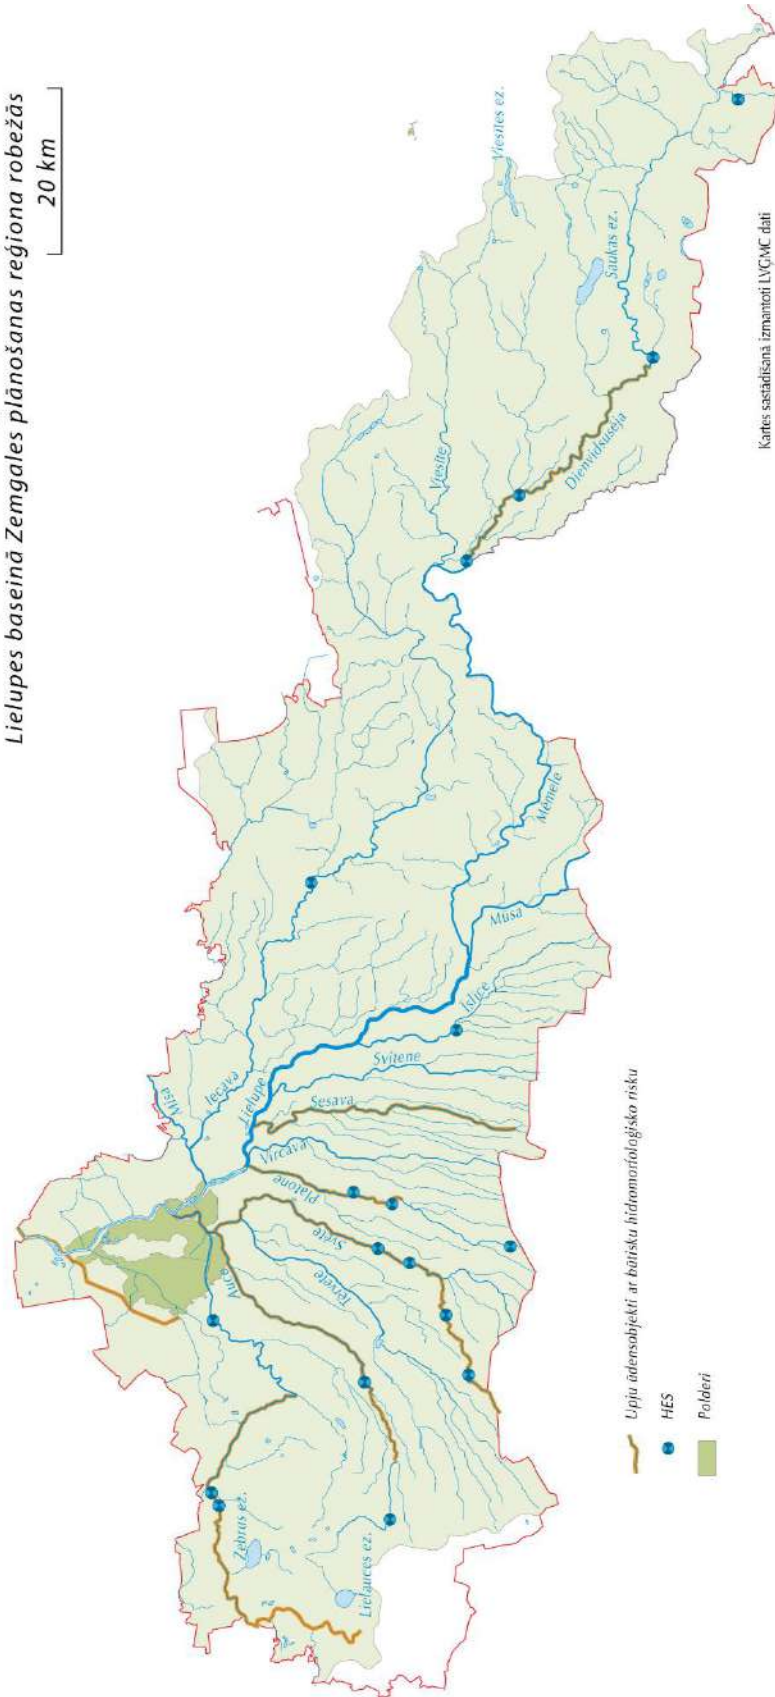 Lielupes baseinā Zemgales plānošanas reģiona robežās
20 km
Viesītes ez.
Saukas ez.
Viesīte
Dienvidsusēja
Mēmele
Mūsa
Īslīce
Svitene
Sesava
Misa
Iecava
Lielupe
Vircava
Platone
Svēte
Tērvete
Auce
Zebrus ez.
Lielauces ez.
Upju ūdensobjekti ar būtisku hidromorfoloģisko risku
HES
Polderi
Kartes sastādīšanā izmantoti LVĢMC dati